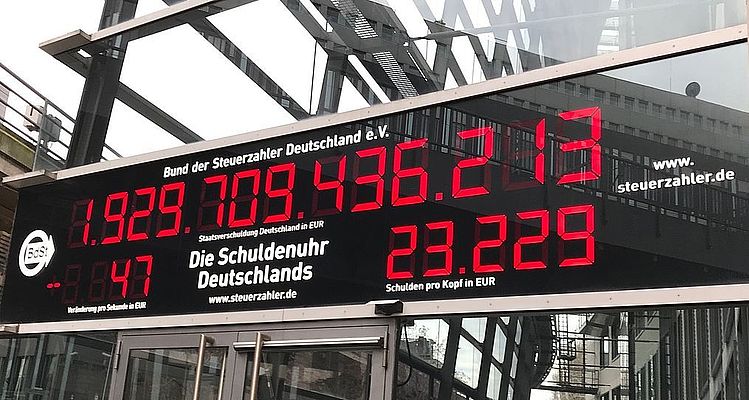 Bund der Steuerzahler Deutschland e.V.
1.929.709.436.213
Staatsverschuldung Deutschland in EUR
www.
steuerzahler.de
BdSt
- 47
Veränderung pro Sekunde in EUR
Die Schuldenuhr
Deutschlands
www.steuerzahler.de
23.229
Schulden pro Kopf in EUR